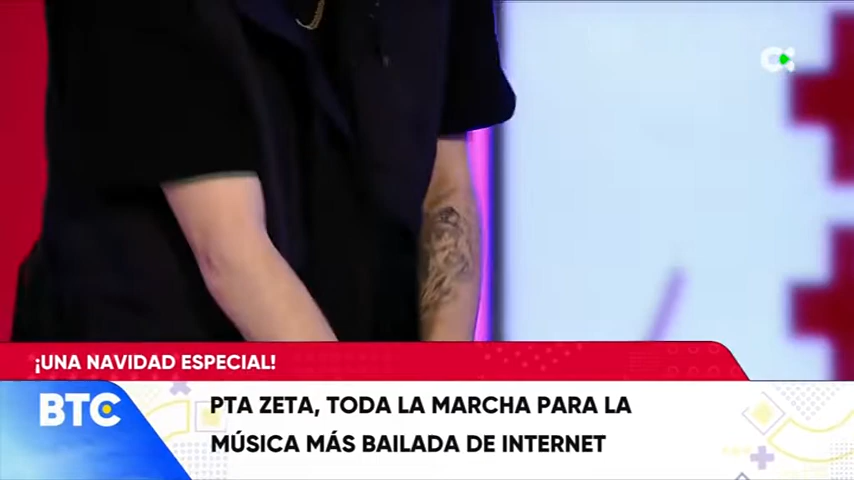 ¡UNA NAVIDAD ESPECIAL!
BTC
PTA ZETA, TODA LA MARCHA PARA LA
MÚSICA MÁS BAILADA DE INTERNET